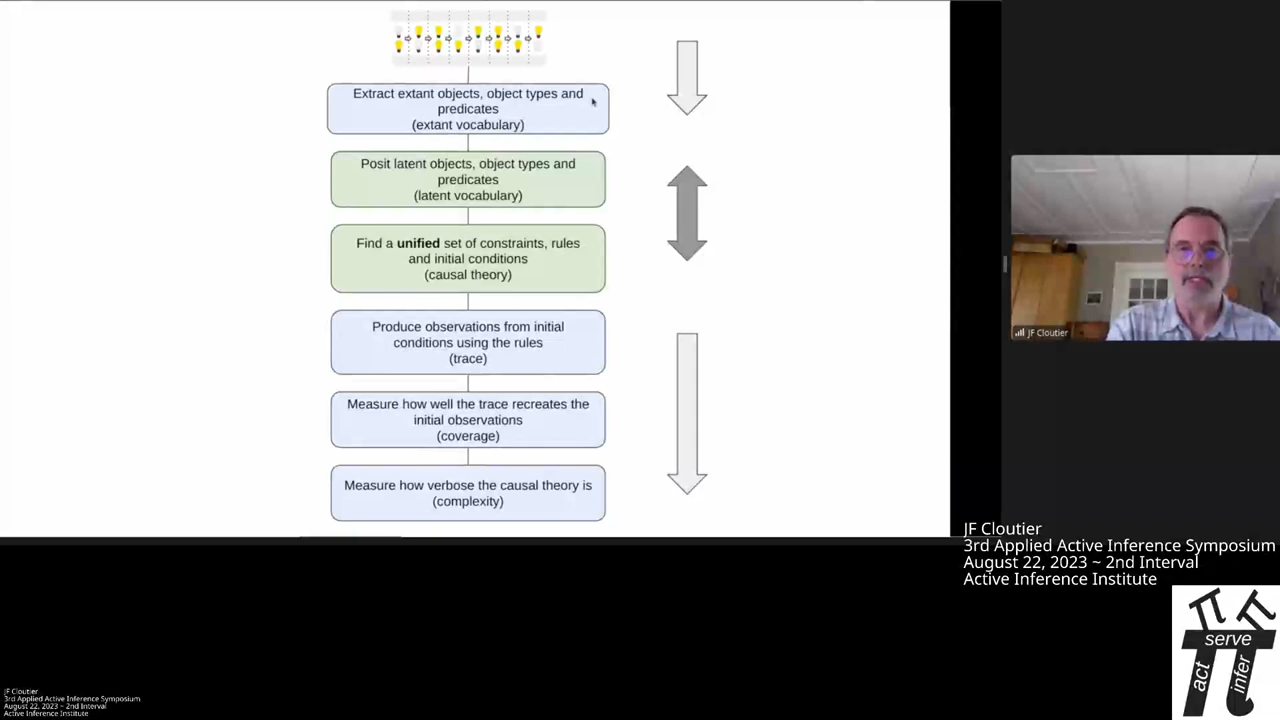 Extract extant objects, object types and
predicates
(extant vocabulary)
Posit latent objects, object types and
predicates
(latent vocabulary)
Find a unified set of constraints, rules
and initial conditions
(causal theory)
Produce observations from initial
conditions using the rules
(trace)
Measure how well the trace recreates the
initial observations
(coverage)
Measure how verbose the causal theory is
(complexity)
JF Cloutier
JF Cloutier
3rd Applied Active Inference Symposium
August 22, 2023 ~ 2nd Interval
Active Inference Institute
serve
act
infer
JF Cloutier
3rd Applied Active Inference Symposium
August 22, 2023 ~ 2nd Interval
Active Inference Institute